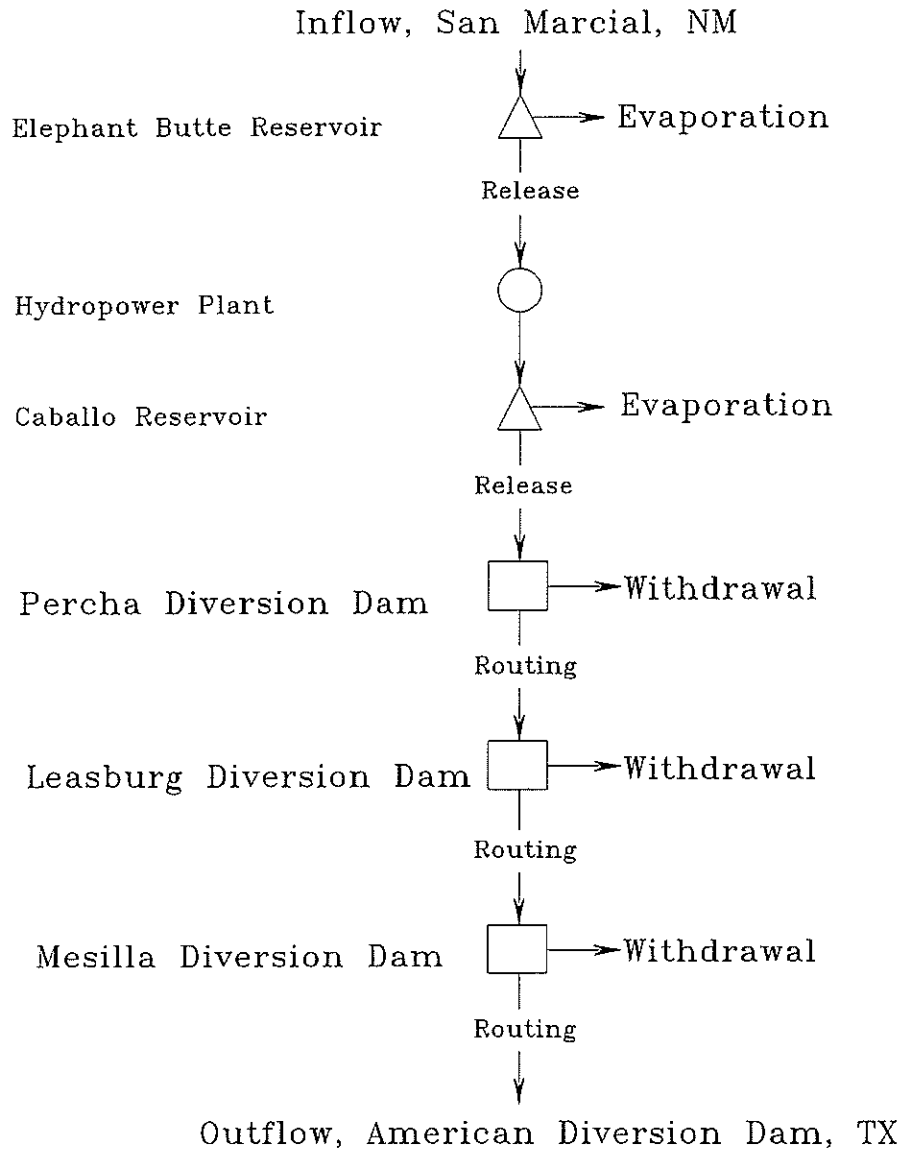 Inflow, San Marcial, NM
Elephant Butte Reservoir
Evaporation
Release
Hydropower Plant
Caballo Reservoir
Evaporation
Release
Percha Diversion Dam
Withdrawal
Routing
Leasburg Diversion Dam
Withdrawal
Routing
Mesilla Diversion Dam
Withdrawal
Routing
Outflow, American Diversion Dam, TX